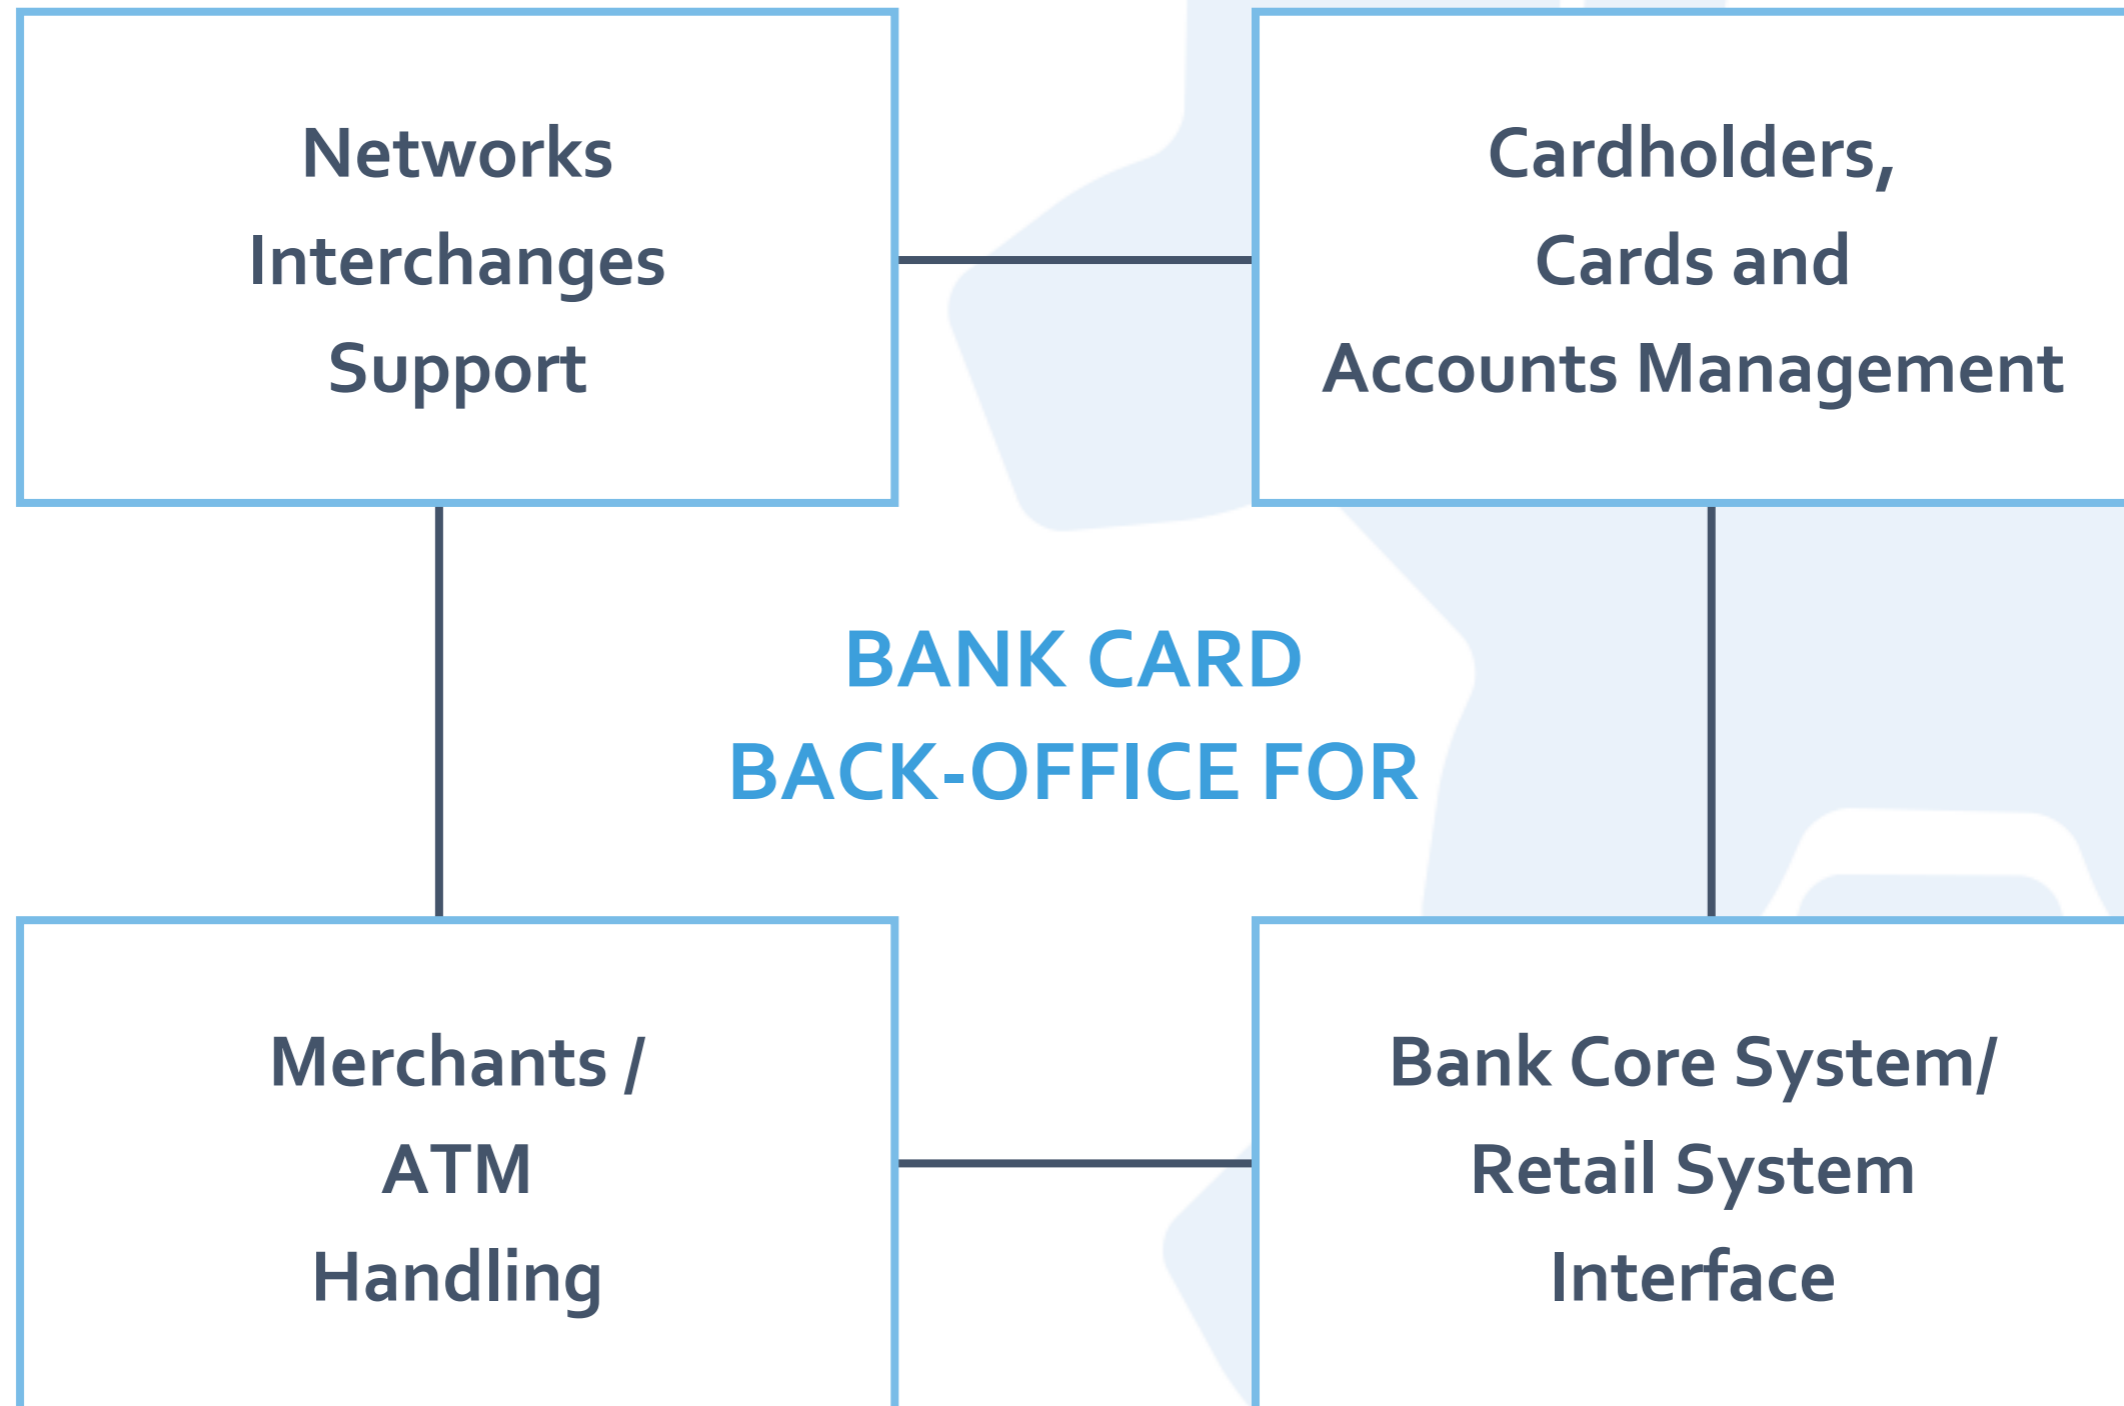 Networks
Interchanges
Support
Cardholders,
Cards and
Accounts Management
BANK CARD
BACK-OFFICE FOR
Merchants /
ATM
Handling
Bank Core System/
Retail System
Interface